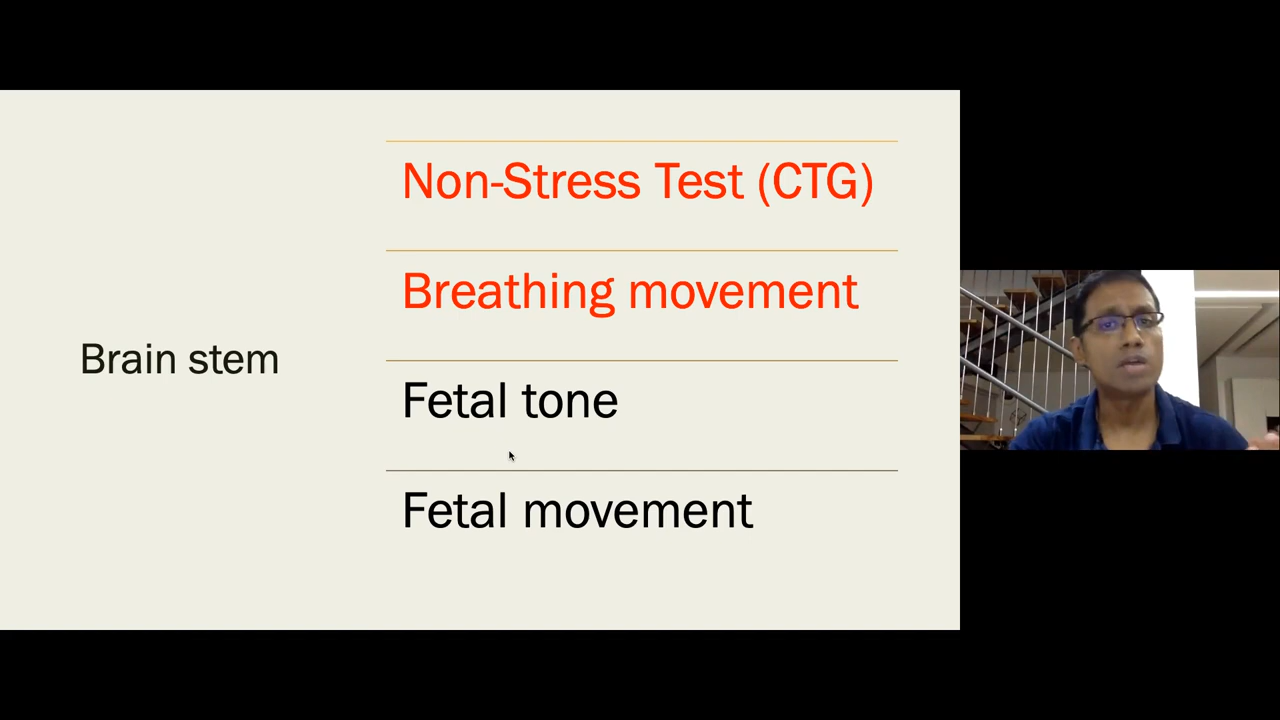 Brain stem
Non-Stress Test (CTG)
Breathing movement
Fetal tone
Fetal movement